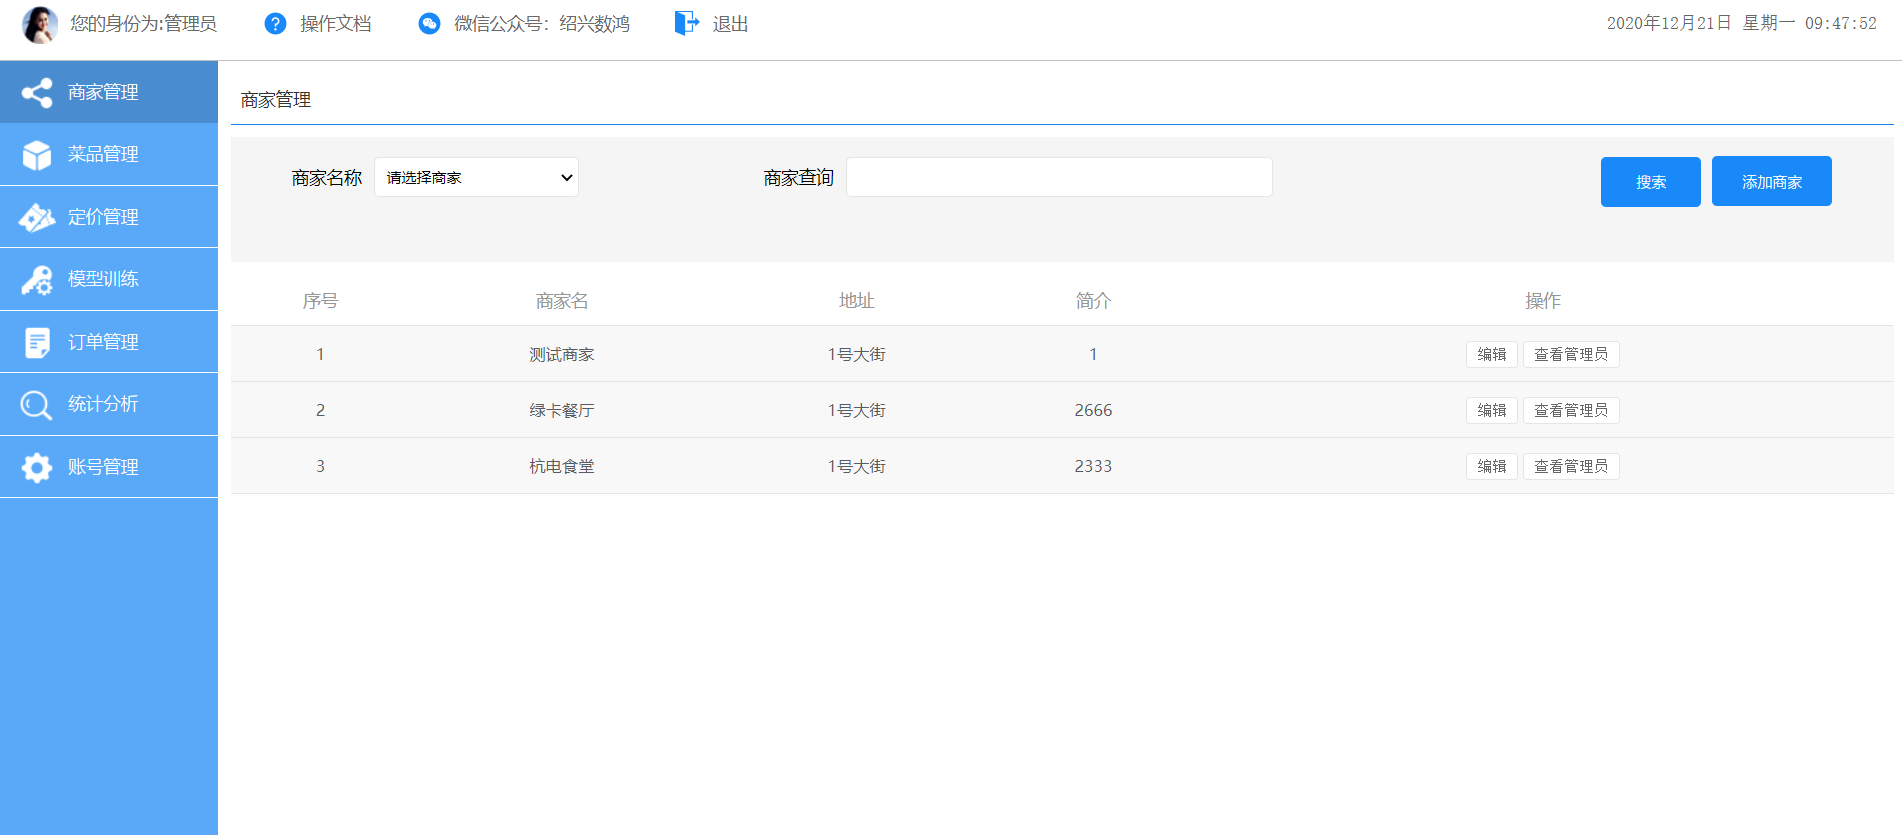 您的身份为:管理员 操作文档 微信公众号：绍兴数鸿 退出 2020年12月21日 星期一 09:47:52
商家管理
菜品管理
定价管理
模型训练
订单管理
统计分析
账号管理
商家管理
商家名称 请选择商家 商家查询 搜索 添加商家
序号 商家名 地址 简介 操作
1 测试商家 1号大街 1 编辑 查看管理员
2 绿卡餐厅 1号大街 2666 编辑 查看管理员
3 杭电食堂 1号大街 2333 编辑 查看管理员